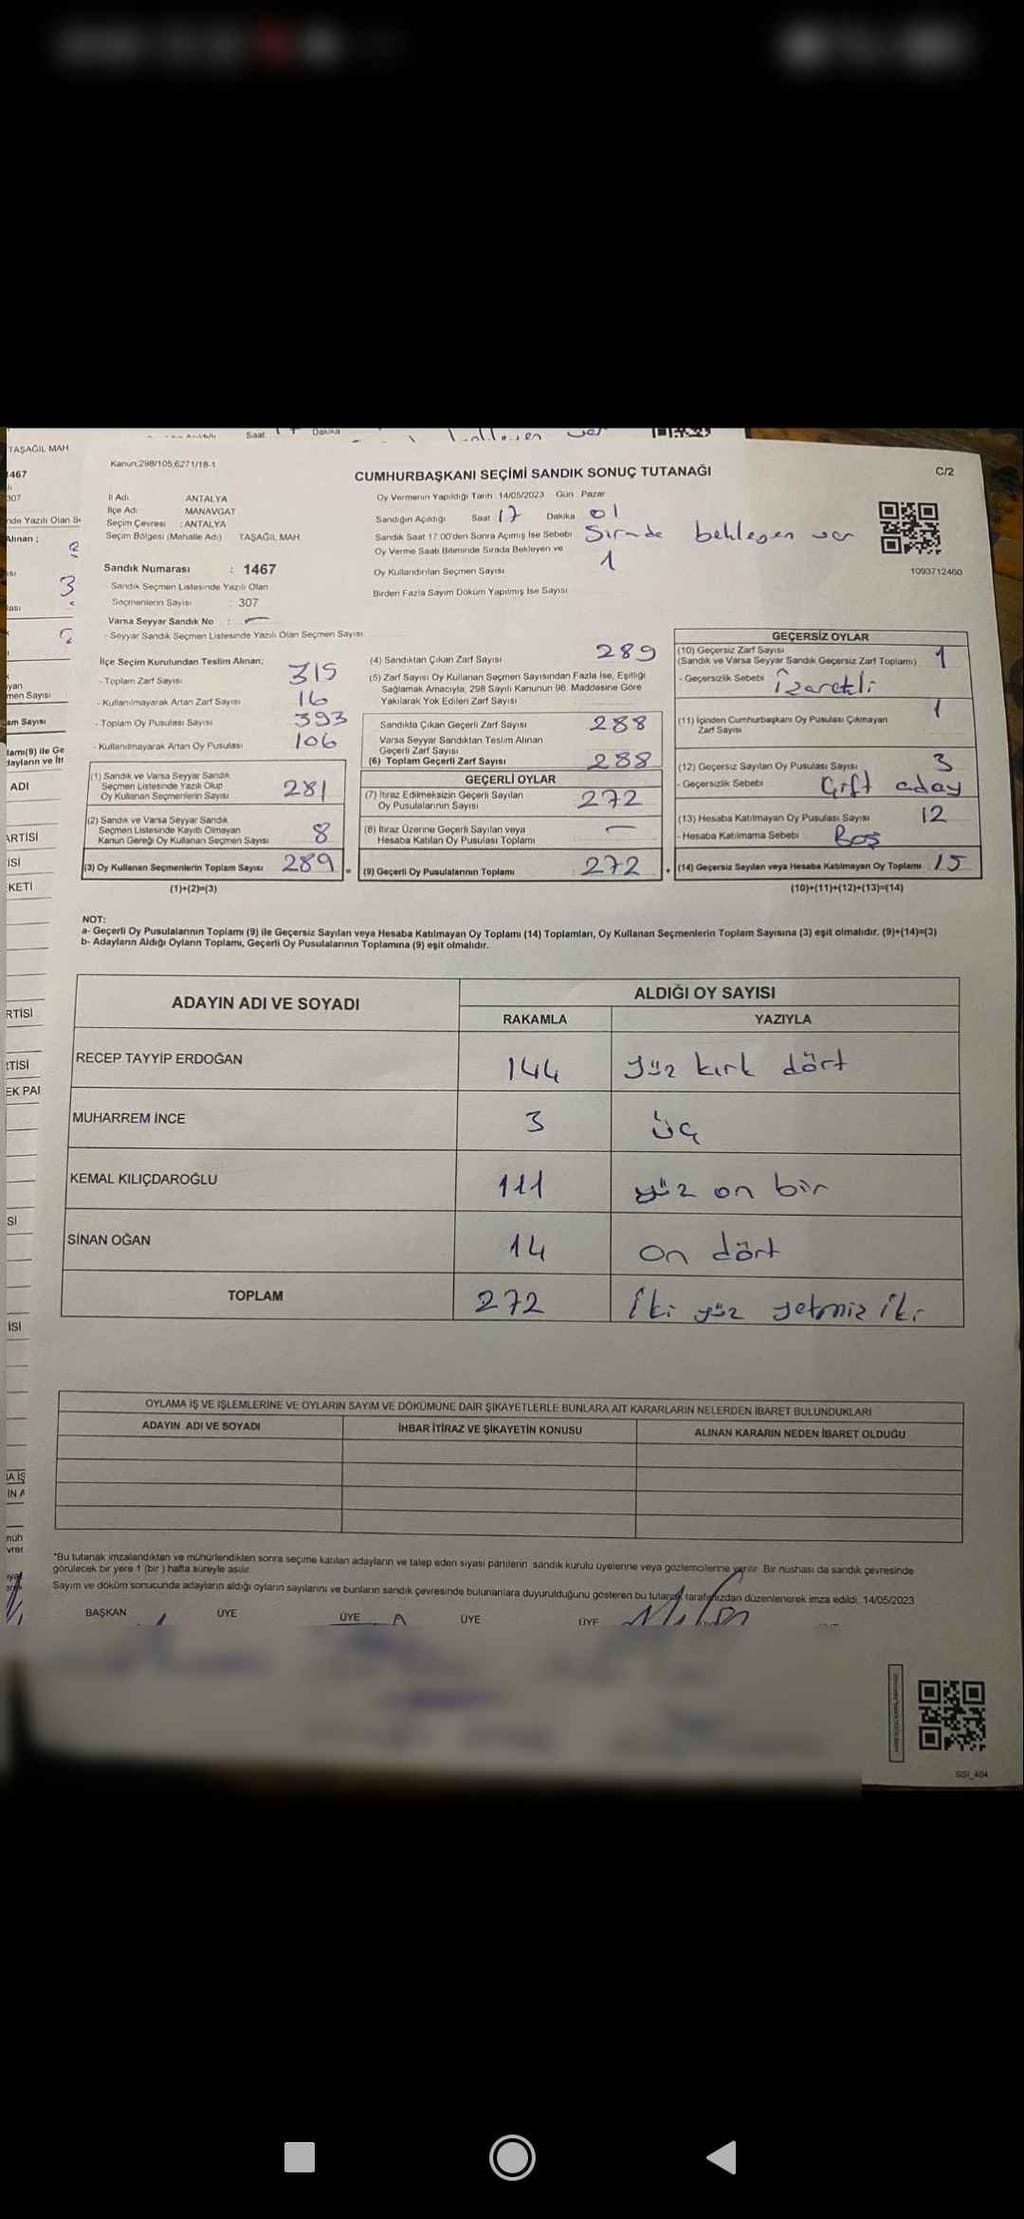 TAŞAĞIL MAH
1467
307
Kanun:298/105,6271/18-1
CUMHURBAŞKANI SEÇİMİ SANDIK SONUÇ TUTANAĞI
C/2
İl Adı ANTALYA
İlçe Adı MANAVGAT
Seçim Çevresi : ANTALYA
Seçim Bölgesi (Mahalle Adı) TAŞAĞIL MAH
Sandık Numarası : 1467
Sandık Seçmen Listesinde Yazılı Olan
Seçmenlerin Sayısı : 307
Varsa Seyyar Sandık No : —
- Seyyar Sandık Seçmen Listesinde Yazılı Olan Seçmen Sayısı
Oy Vermenin Yapıldığı Tarih : 14/05/2023 Gün : Pazar
Sandığın Açıldığı Saat 17 Dakika 01
Sandık Saat 17.00'den Sonra Açımış İse Sebebi Sırada bekleyen var
Oy Verme Saati Bitiminde Sırada Bekleyen ve
Oy Kullandırılan Seçmen Sayısı 1
Birden Fazla Sayım Döküm Yapılmış İse Sayısı
1093712460
İlçe Seçim Kurulundan Teslim Alınan;
- Toplam Zarf Sayısı 315
- Kullanılmayarak Artan Zarf Sayısı 16
- Toplam Oy Pusulası Sayısı 393
- Kullanılmayarak Artan Oy Pusulası 106
(1) Sandık ve Varsa Seyyar Sandık
Seçmen Listesinde Yazılı Olup
Oy Kullanan Seçmenlerin Sayısı 281
(2) Sandık ve Varsa Seyyar Sandık
Seçmen Listesinde Kayıtlı Olmayan
Kanun Gereği Oy Kullanan Seçmen Sayısı 8
(3) Oy Kullanan Seçmenlerin Toplam Sayısı 289
(1)+(2)=(3)
(4) Sandıktan Çıkan Zarf Sayısı 289
(5) Zarf Sayısı Oy Kullanan Seçmen Sayısından Fazla İse, Eşitliği
Sağlamak Amacıyla, 298 Sayılı Kanunun 98. Maddesine Göre
Yakılarak Yok Edilen Zarf Sayısı
Sandıkta Çıkan Geçerli Zarf Sayısı 288
Varsa Seyyar Sandıktan Teslim Alınan
Geçerli Zarf Sayısı
(6) Toplam Geçerli Zarf Sayısı 288
GEÇERLİ OYLAR
(7) İtiraz Edilmeksizin Geçerli Sayılan
Oy Pusulalarının Sayısı 272
(8) İtiraz Üzerine Geçerli Sayılan veya
Hesaba Katılan Oy Pusulası Toplamı —
= (9) Geçerli Oy Pusulalarının Toplamı 272
GEÇERSİZ OYLAR
(10) Geçersiz Zarf Sayısı
(Sandık ve Varsa Seyyar Sandık Geçersiz Zarf Toplamı) 1
- Geçersizlik Sebebi İzaretli
(11) İçinden Cumhurbaşkanı Oy Pusulası Çıkmayan
Zarf Sayısı 1
(12) Geçersiz Sayılan Oy Pusulası Sayısı 3
- Geçersizlik Sebebi Çift aday
(13) Hesaba Katılmayan Oy Pusulası Sayısı 12
- Hesaba Katılmama Sebebi Boş
+ (14) Geçersiz Sayılan veya Hesaba Katılmayan Oy Toplamı 15
(10)+(11)+(12)+(13)=(14)
NOT:
a- Geçerli Oy Pusulalarının Toplamı (9) ile Geçersiz Sayılan veya Hesaba Katılmayan Oy Toplamı (14) Toplamları, Oy Kullanan Seçmenlerin Toplam Sayısına (3) eşit olmalıdır. (9)+(14)=(3)
b- Adayların Aldığı Oyların Toplamı, Geçerli Oy Pusulalarının Toplamına (9) eşit olmalıdır.
ADAYIN ADI VE SOYADI
ALDIĞI OY SAYISI
RAKAMLA YAZIYLA
RECEP TAYYİP ERDOĞAN 144 yüz kırk dört
MUHARREM İNCE 3 üç
KEMAL KILIÇDAROĞLU 111 yüz on bir
SİNAN OĞAN 14 on dört
TOPLAM 272 İki yüz yetmiz iki
OYLAMA İŞ VE İŞLEMLERİNE VE OYLARIN SAYIM VE DÖKÜMÜNE DAİR ŞİKAYETLERLE BUNLARA AİT KARARLARIN NELERDEN İBARET BULUNDUKLARI
ADAYIN ADI VE SOYADI İHBAR İTİRAZ VE ŞİKAYETİN KONUSU ALINAN KARARIN NEDEN İBARET OLDUĞU
*Bu tutanak imzalandıktan ve mühürlendikten sonra seçime katılan adayların ve talep eden siyasi partilerin sandık kurulu üyelerine veya gözlemcilerine verilir. Bir nüshası da sandık çevresinde
görülecek bir yere 1 (bir ) hafta süreyle asılır.
Sayım ve döküm sonucunda adayların aldığı oyların sayılarını ve bunların sandık çevresinde bulunanlara duyurulduğunu gösteren bu tutanak tarafımızdan düzenlenerek imza edildi. 14/05/2023
BAŞKAN ÜYE ÜYE ÜYE ÜYE
SSI_404